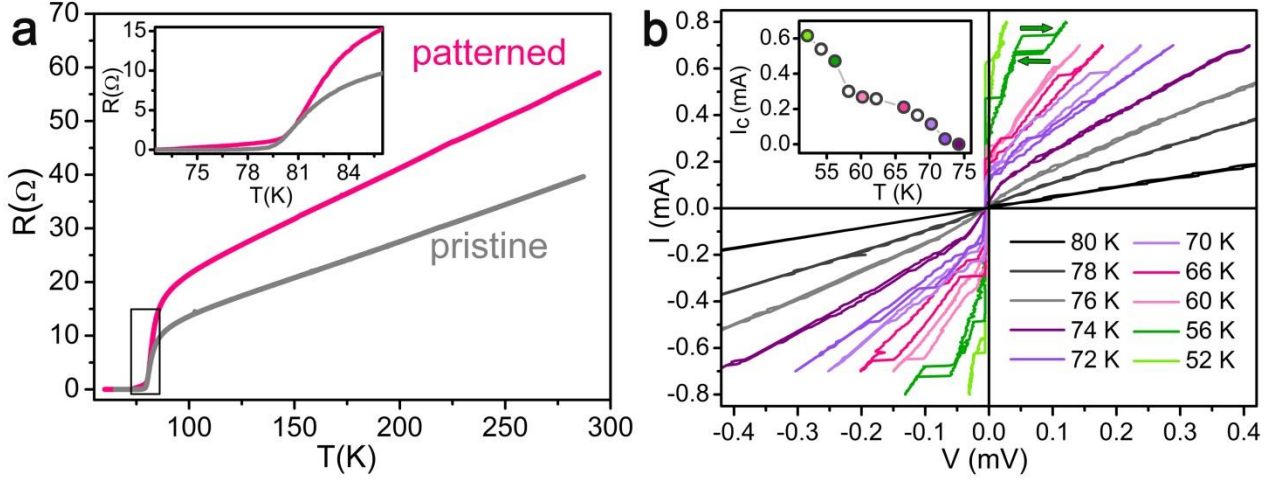 a
70
60
50
40
30
20
10
0
R(Ω)
100
150
200
250
300
T(K)
patterned
pristine
15
10
5
0
R(Ω)
75
78
81
84
T(K)
b
0.8
0.6
0.4
0.2
0.0
-0.2
-0.4
-0.6
-0.8
I (mA)
-0.4
-0.3
-0.2
-0.1
0.0
0.1
0.2
0.3
0.4
V (mV)
0.6
0.4
0.2
0.0
IC (mA)
55
60
65
70
75
T (K)
80 K
70 K
78 K
66 K
76 K
60 K
74 K
56 K
72 K
52 K